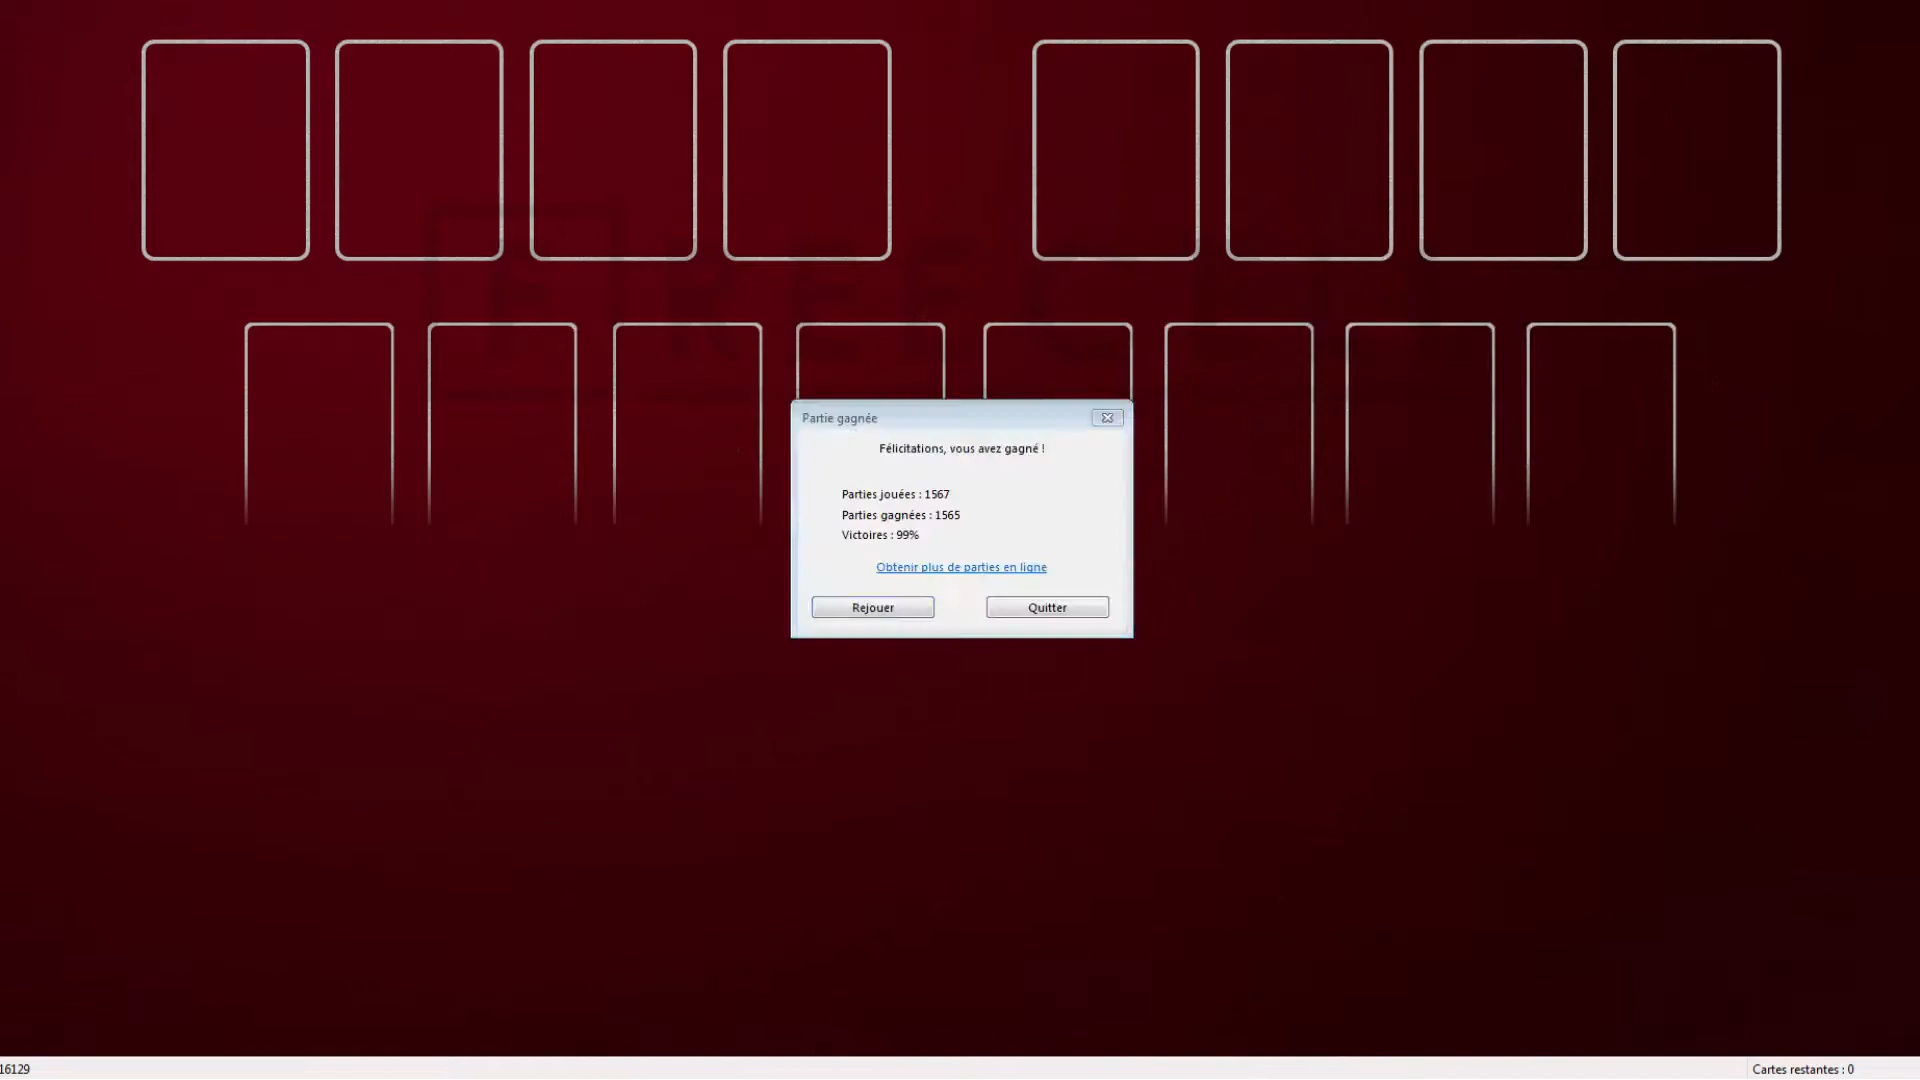 FREECELL
Partie gagnée
Félicitations, vous avez gagné !
Parties jouées : 1567
Parties gagnées : 1565
Victoires : 99%
Obtenir plus de parties en ligne
Rejouer
Quitter
16129
Cartes restantes : 0